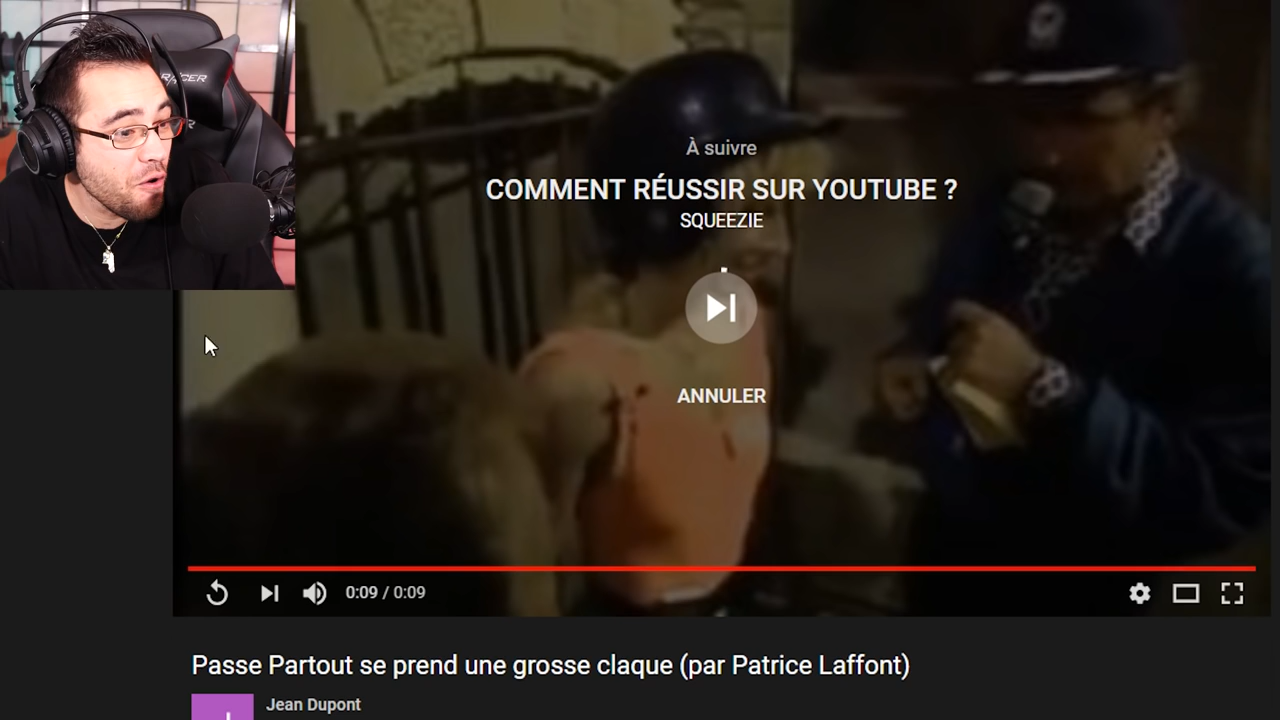 À suivre
COMMENT RÉUSSIR SUR YOUTUBE ?
SQUEEZIE
ANNULER
0:09 / 0:09
Passe Partout se prend une grosse claque (par Patrice Laffont)
Jean Dupont